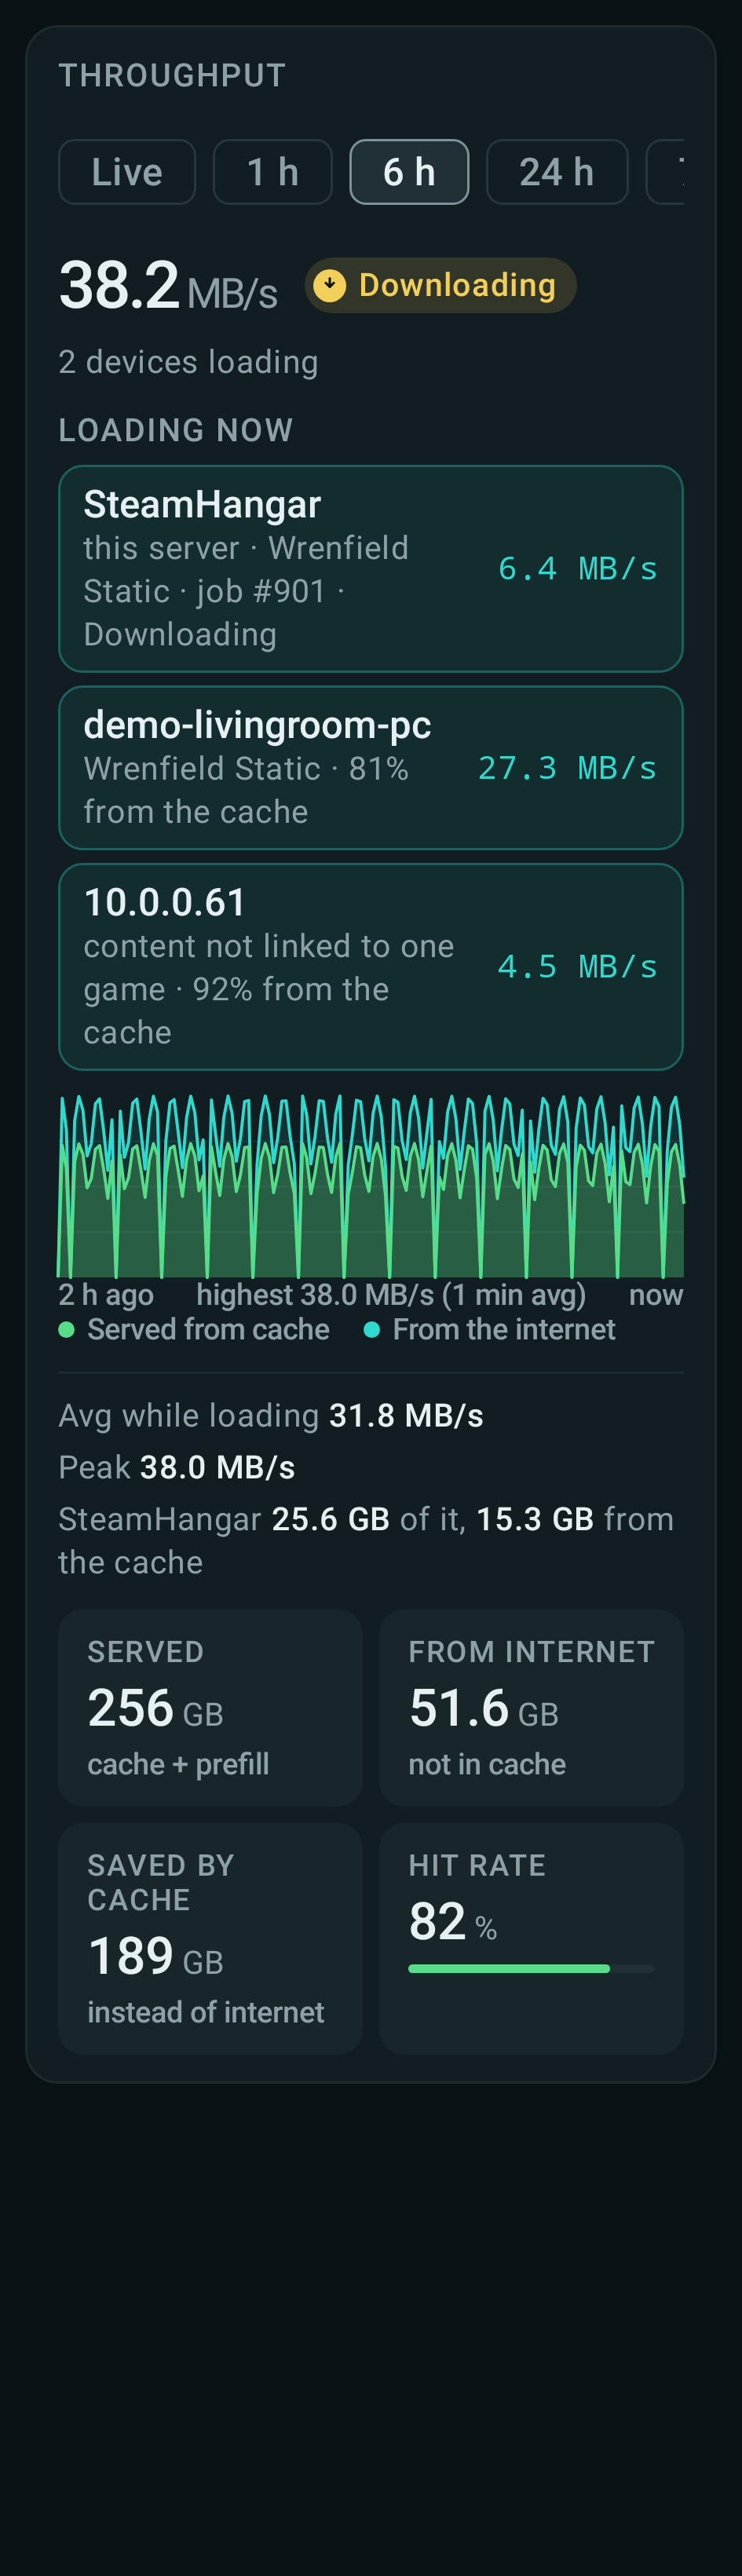 THROUGHPUT
Live
1 h
6 h
24 h
38.2 MB/s
Downloading
2 devices loading
LOADING NOW
SteamHangar
this server · Wrenfield
Static · job #901 ·
Downloading
6.4 MB/s
demo-livingroom-pc
Wrenfield Static · 81%
from the cache
27.3 MB/s
10.0.0.61
content not linked to one
game · 92% from the
cache
4.5 MB/s
2 h ago
highest 38.0 MB/s (1 min avg)
now
Served from cache
From the internet
Avg while loading 31.8 MB/s
Peak 38.0 MB/s
SteamHangar 25.6 GB of it, 15.3 GB from
the cache
SERVED
256 GB
cache + prefill
FROM INTERNET
51.6 GB
not in cache
SAVED BY
CACHE
189 GB
instead of internet
HIT RATE
82 %